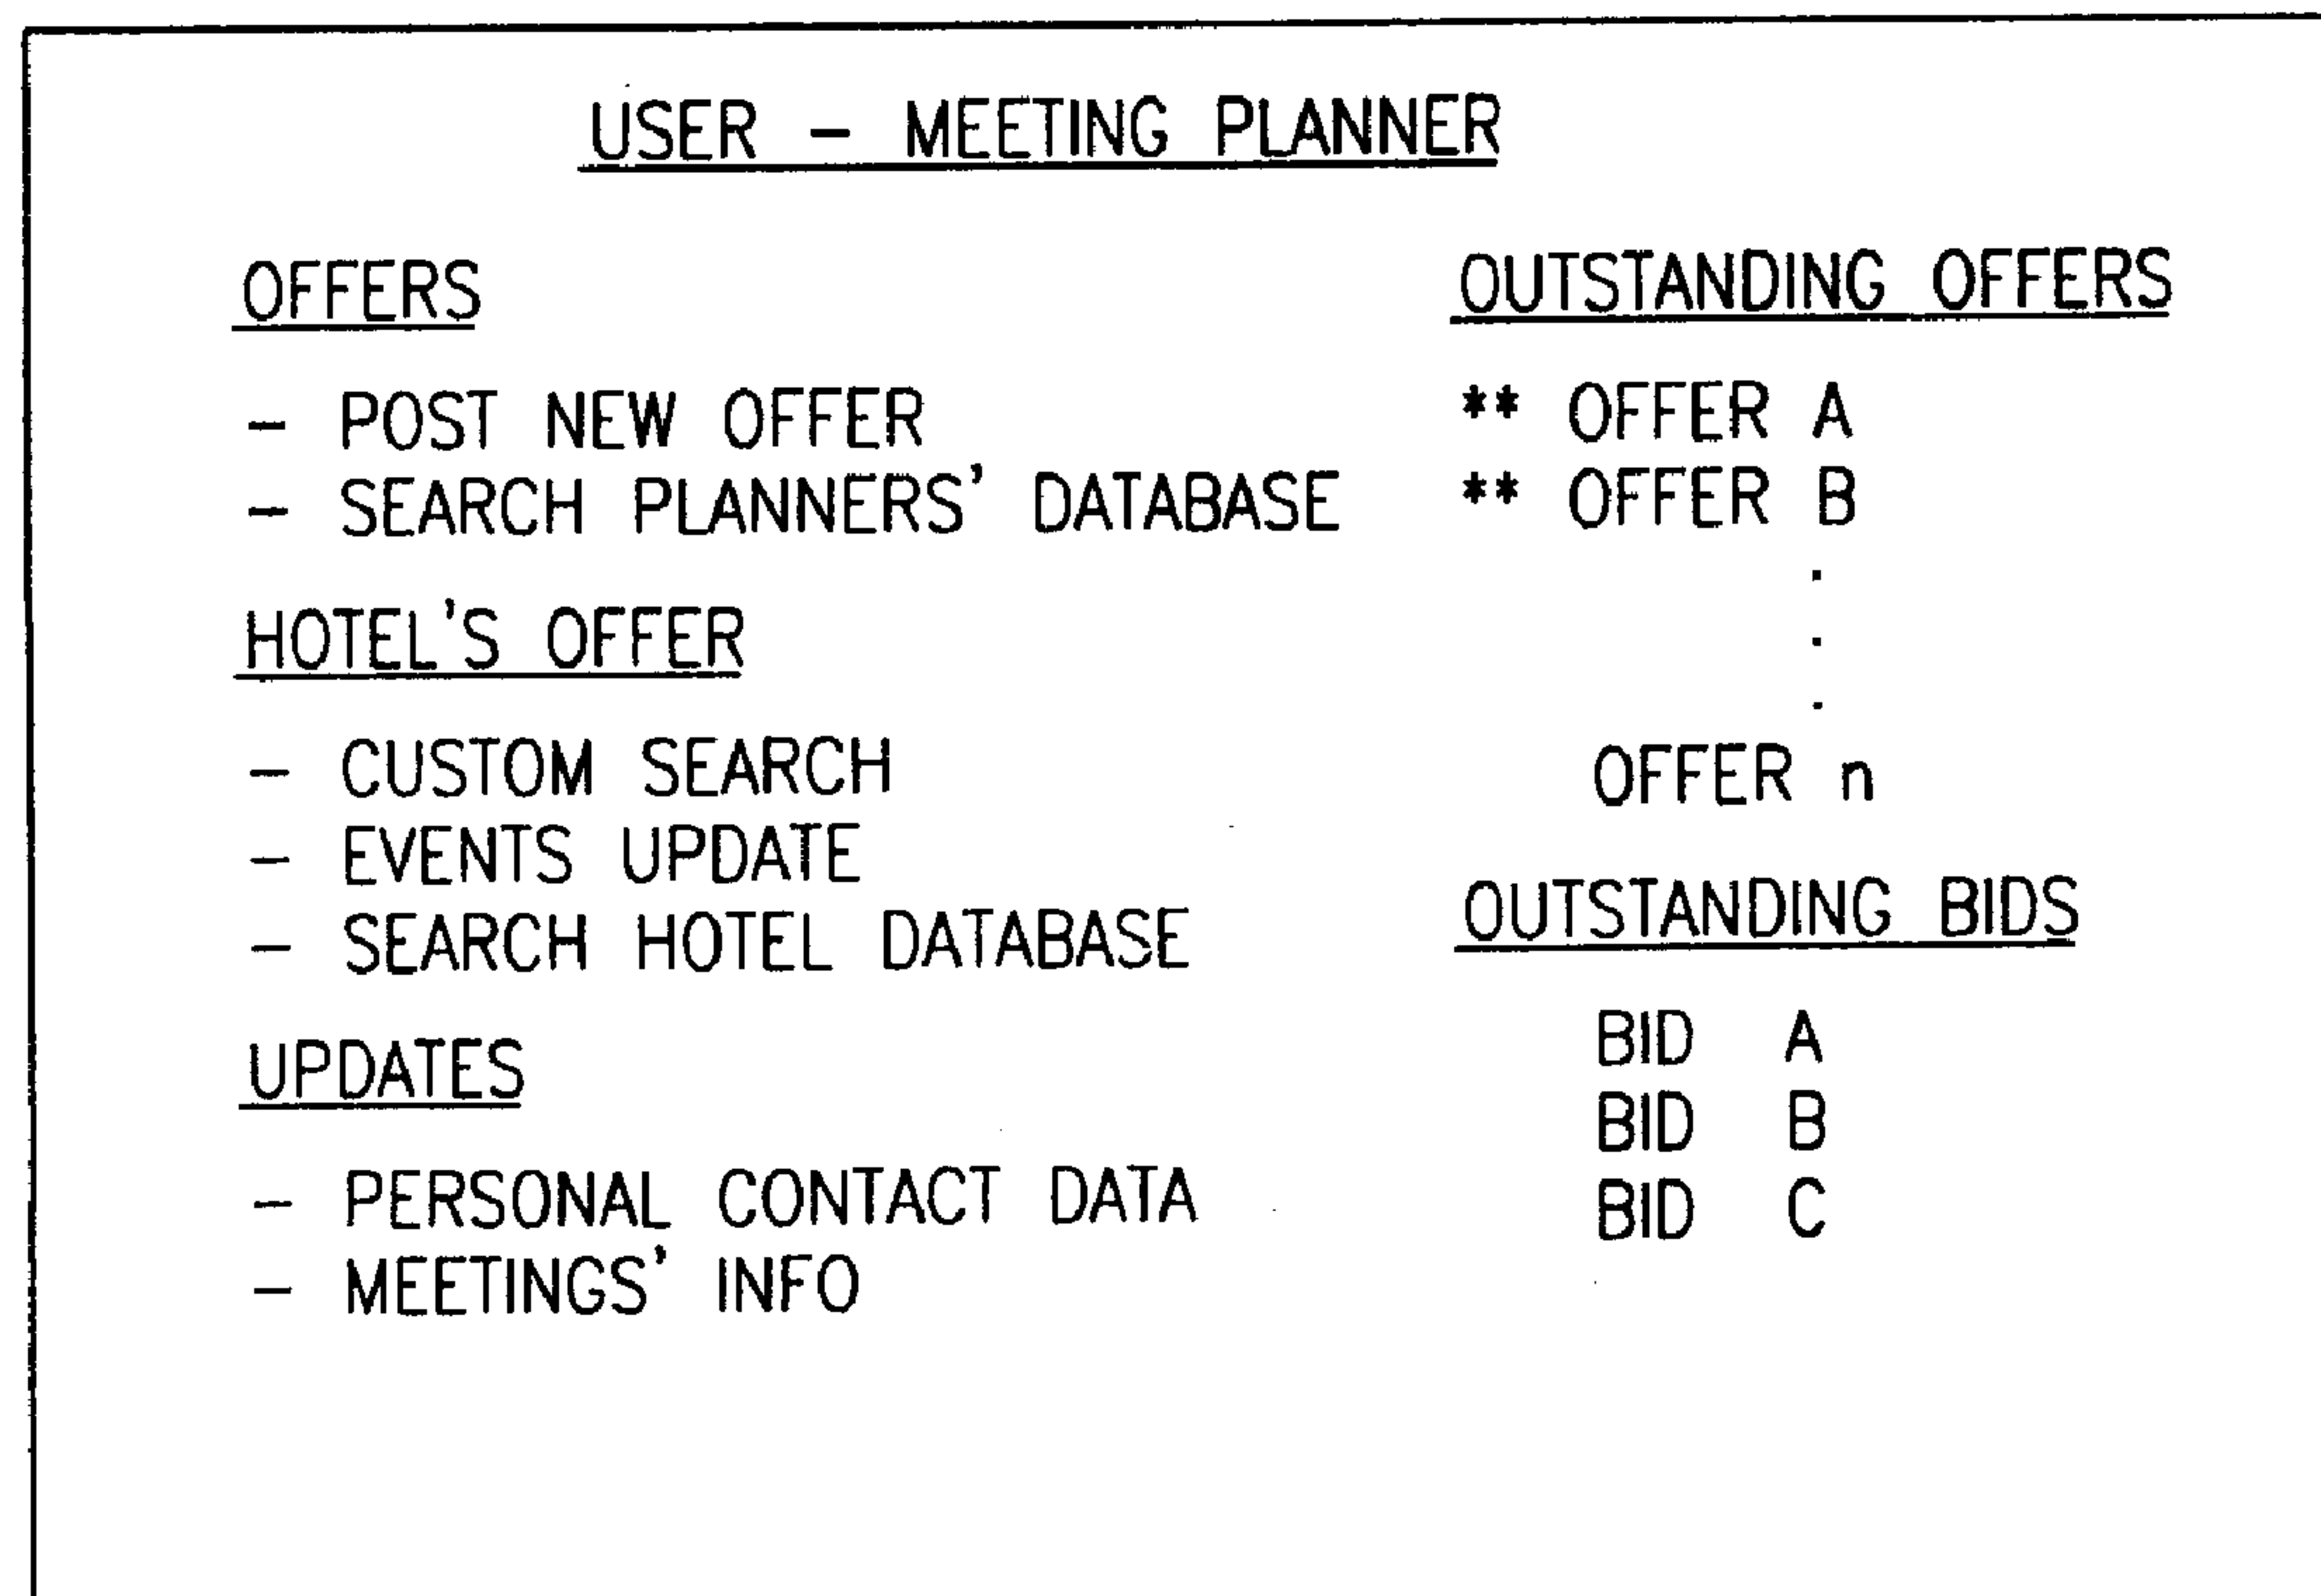 USER - MEETING PLANNER
OFFERS
- POST NEW OFFER
- SEARCH PLANNERS' DATABASE
HOTEL'S OFFER
- CUSTOM SEARCH
- EVENTS UPDATE
- SEARCH HOTEL DATABASE
UPDATES
- PERSONAL CONTACT DATA
- MEETINGS' INFO
OUTSTANDING OFFERS
** OFFER A
** OFFER B
.
.
.
OFFER n
OUTSTANDING BIDS
BID A
BID B
BID C